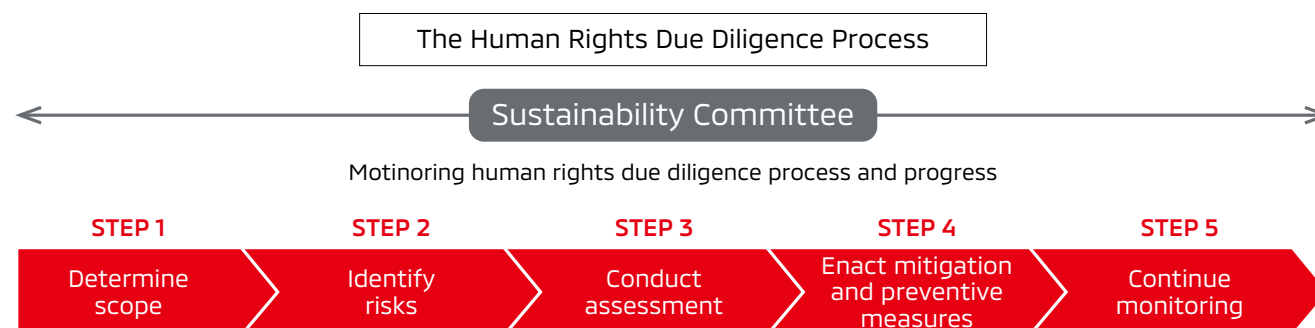 The Human Rights Due Diligence Process
Sustainability Committee
Motinoring human rights due diligence process and progress
STEP 1
Determine
scope
STEP 2
Identify
risks
STEP 3
Conduct
assessment
STEP 4
Enact mitigation
and preventive
measures
STEP 5
Continue
monitoring